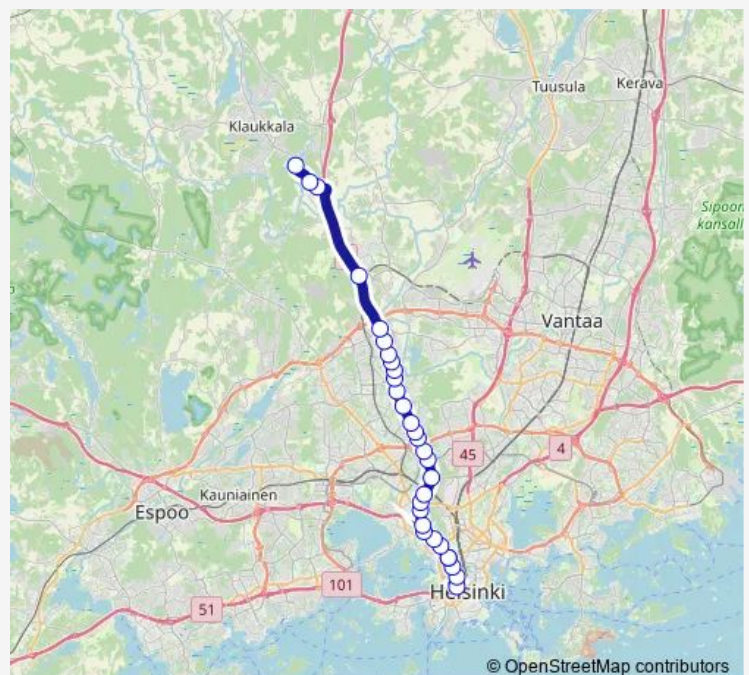 Tuusula
Kerava
Klaukkala
Sipoon
kansall
Vantaa
45
4
Kauniainen
Espoo
101
Helsinki
51
© OpenStreetMap contributors